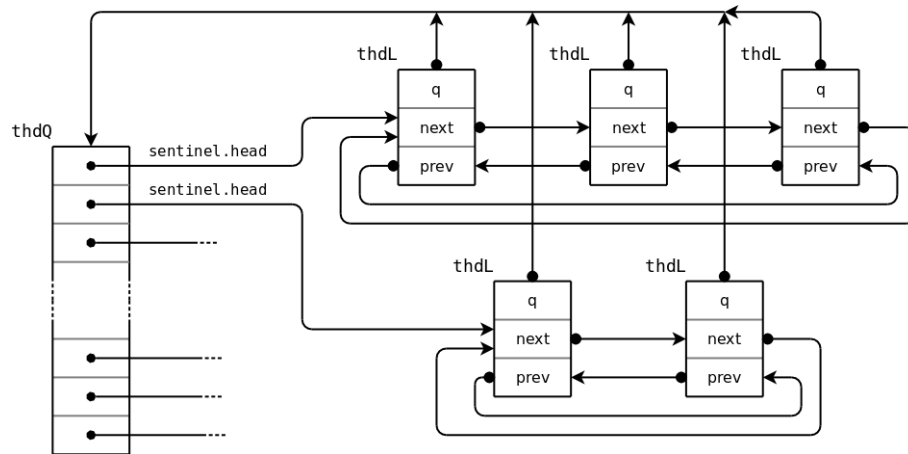 thdL thdL thdL
q q q
thdQ
next next next
sentinel.head
prev prev prev
sentinel.head
thdL thdL
q q
next next
prev prev